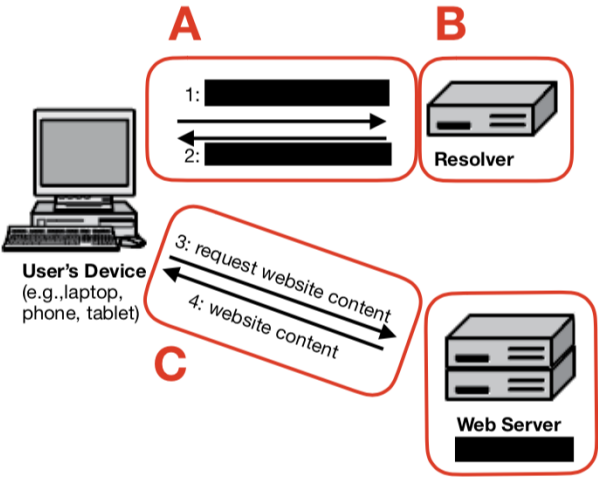 A
B
1:
2:
Resolver
User's Device
(e.g.,laptop,
phone, tablet)
3: request website content
4: website content
C
Web Server